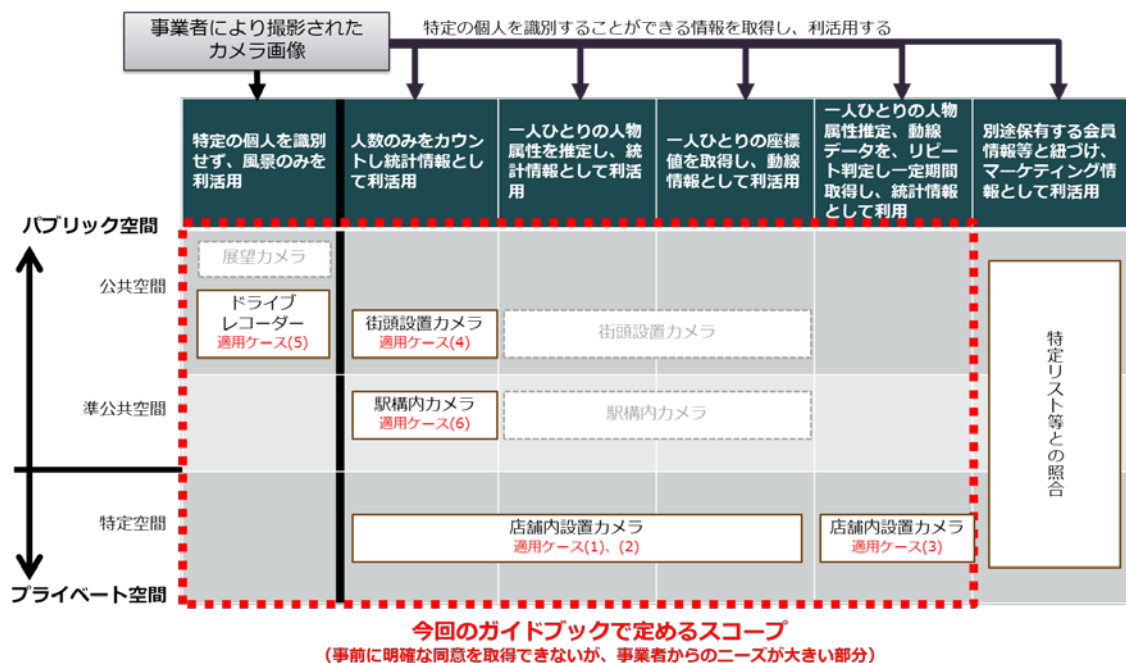 事業者により撮影された
カメラ画像
特定の個人を識別することができる情報を取得し、利活用する
特定の個人を識別
せず、風景のみを
利活用
人数のみをカウン
トし統計情報とし
て利活用
一人ひとりの人物
属性を推定し、統
計情報として利活
用
一人ひとりの座標
値を取得し、動線
情報として利活用
一人ひとりの人物
属性推定、動線
データを、リピー
ト判定し一定期間
取得し、統計情報
として利用
別途保有する会員
情報等と紐づけ、
マーケティング情
報として利活用
パブリック空間
公共空間
準公共空間
特定空間
プライベート空間
展望カメラ
ドライブ
レコーダー
適用ケース(5)
街頭設置カメラ
適用ケース(4)
街頭設置カメラ
駅構内カメラ
適用ケース(6)
駅構内カメラ
店舗内設置カメラ
適用ケース(1)、(2)
店舗内設置カメラ
適用ケース(3)
特定リスト等との照合
今回のガイドブックで定めるスコープ
（事前に明確な同意を取得できないが、事業者からのニーズが大きい部分）